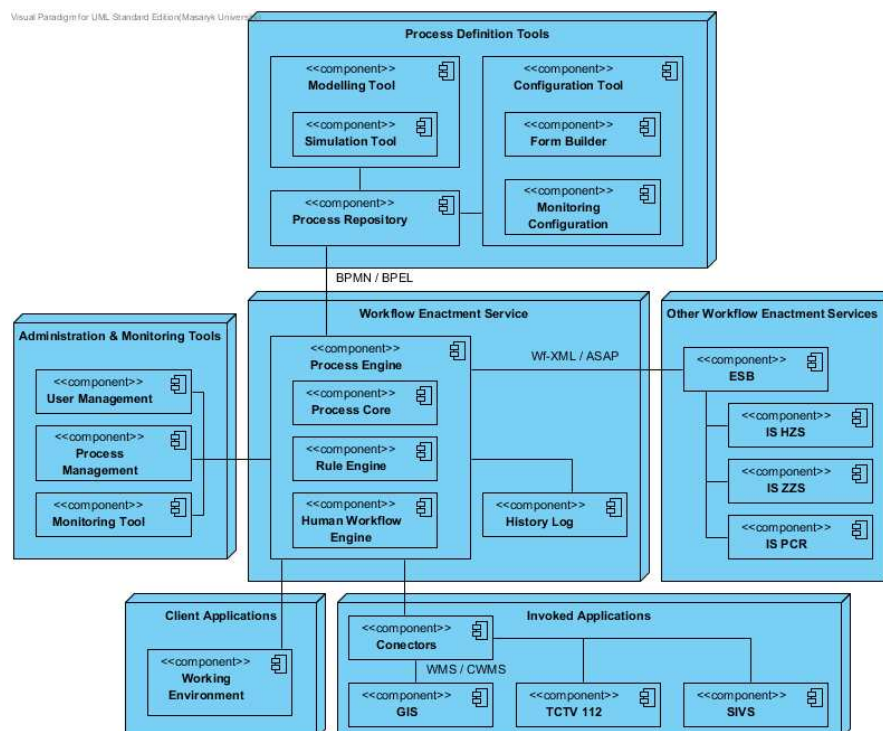 Visual Paradigm for UML Standard Edition(Masaryk University)
Process Definition Tools
<<component>>
Modelling Tool
<<component>>
Simulation Tool
<<component>>
Process Repository
<<component>>
Configuration Tool
<<component>>
Form Builder
<<component>>
Monitoring
Configuration
BPMN / BPEL
Administration & Monitoring Tools
<<component>>
User Management
<<component>>
Process
Management
<<component>>
Monitoring Tool
Workflow Enactment Service
<<component>>
Process Engine
<<component>>
Process Core
<<component>>
Rule Engine
<<component>>
Human Workflow
Engine
<<component>>
History Log
Wf-XML / ASAP
Other Workflow Enactment Services
<<component>>
ESB
<<component>>
IS HZS
<<component>>
IS ZZS
<<component>>
IS PCR
Client Applications
<<component>>
Working
Environment
Invoked Applications
<<component>>
Conectors
WMS / CWMS
<<component>>
GIS
<<component>>
TCTV 112
<<component>>
SIVS